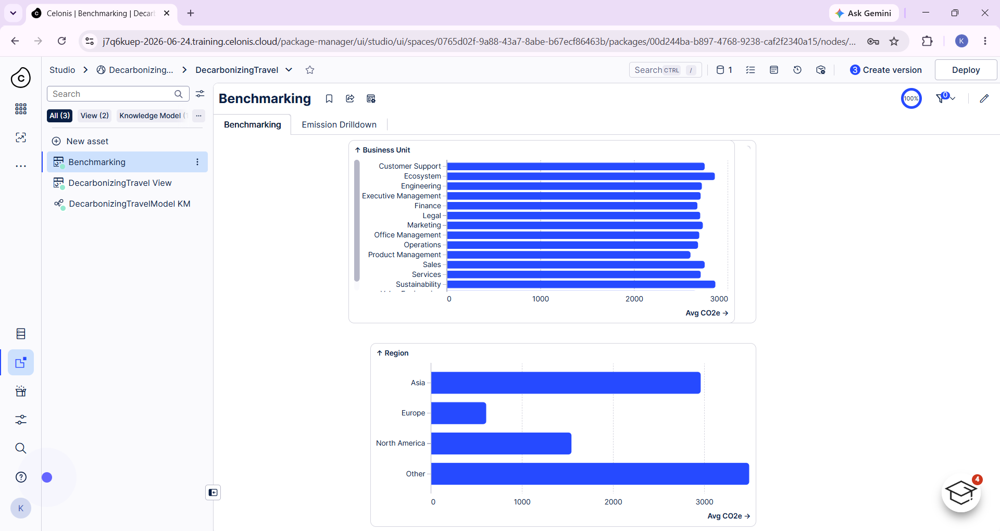 Celonis | Benchmarking | Decar
Ask Gemini
j7q6kuep-2026-06-24.training.celonis.cloud/package-manager/ui/studio/ui/spaces/0765d02f-9a88-43a7-8abe-b67ecf86463b/packages/00d244ba-b897-4768-9238-caf2f2340a15/nodes/...
K
Studio
Decarbonizing...
DecarbonizingTravel
Search CTRL /
1
3 Create version
Deploy
Search
All (3)
View (2)
Knowledge Model (
New asset
Benchmarking
DecarbonizingTravel View
DecarbonizingTravelModel KM
K
Benchmarking
100%
0
Benchmarking
Emission Drilldown
↑ Business Unit
Customer Support
Ecosystem
Engineering
Executive Management
Finance
Legal
Marketing
Office Management
Operations
Product Management
Sales
Services
Sustainability
0 1000 2000 3000
Avg CO2e →
↑ Region
Asia
Europe
North America
Other
0 1000 2000 3000
Avg CO2e →
4